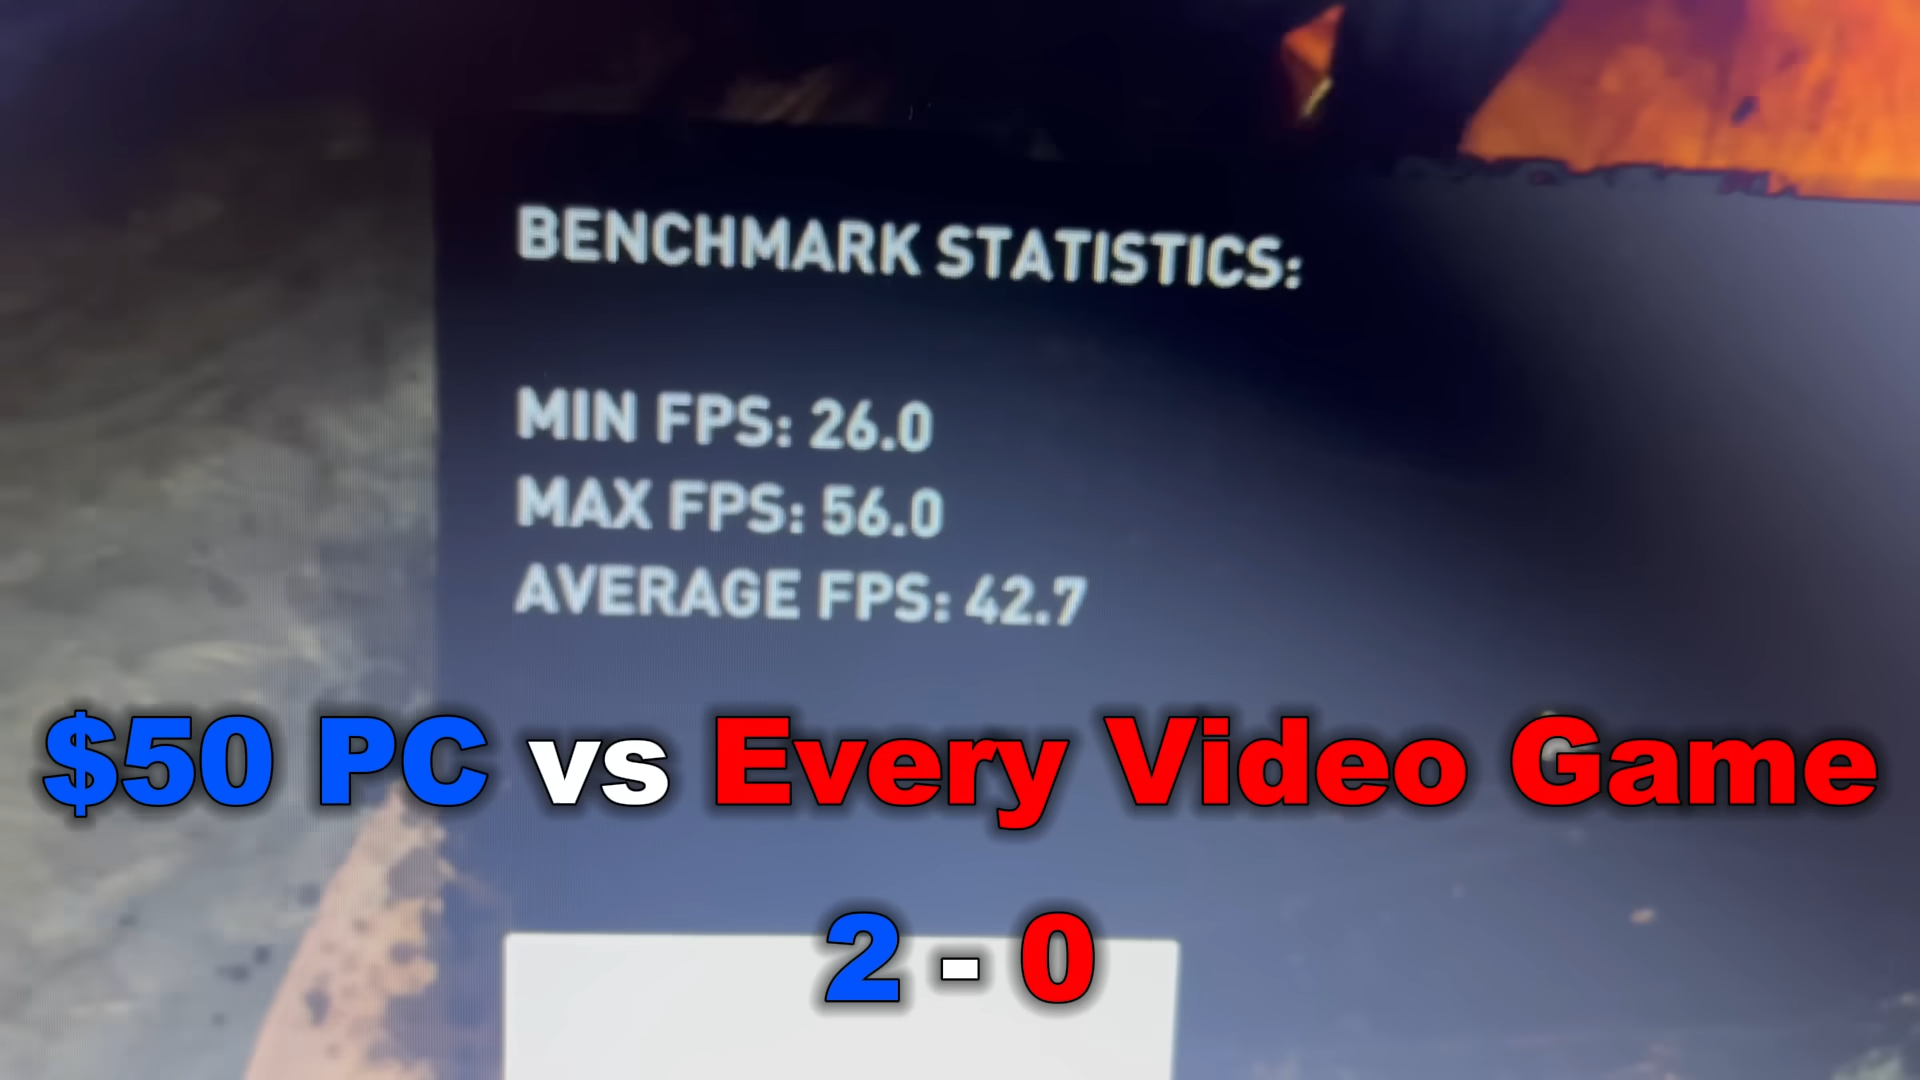 BENCHMARK STATISTICS:
MIN FPS: 26.0
MAX FPS: 56.0
AVERAGE FPS: 42.7
$50 PC vs Every Video Game
2 - 0